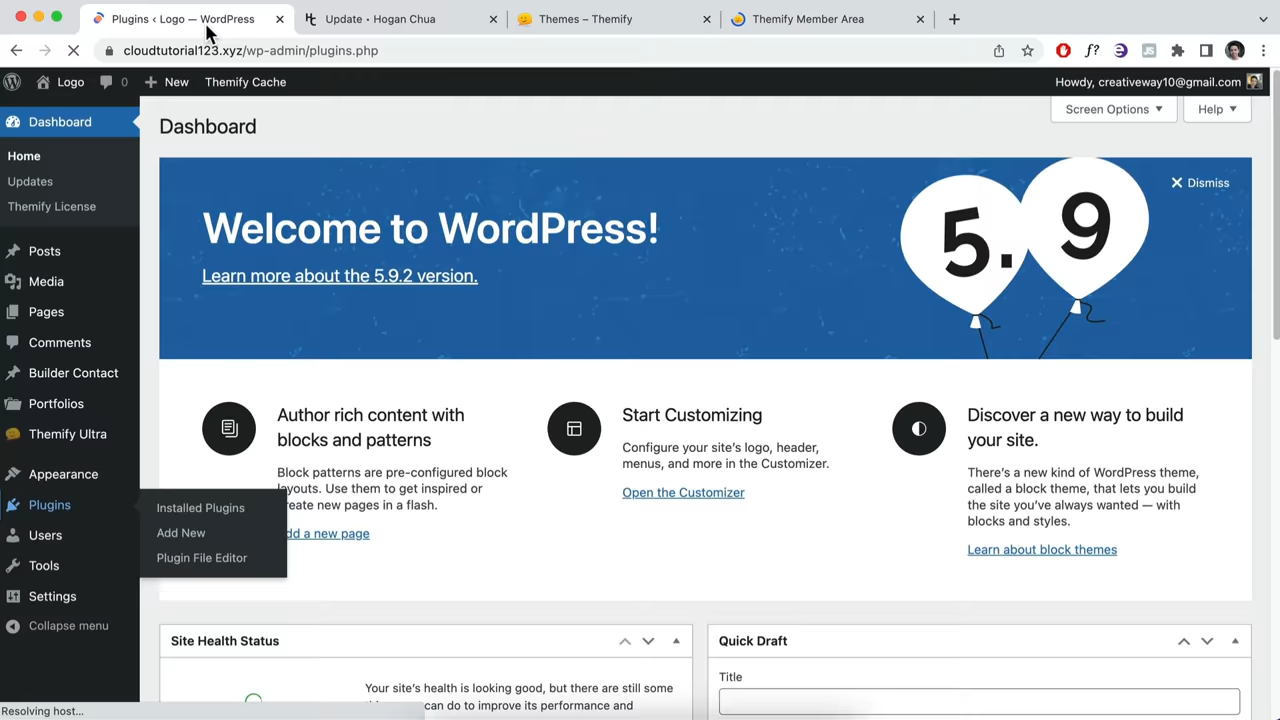 Plugins ‹ Logo — WordPress
Update • Hogan Chua
Themes – Themify
Themify Member Area
cloudtutorial123.xyz/wp-admin/plugins.php
f?
JS
Logo
0
New
Themify Cache
Howdy, creativeway10@gmail.com
Dashboard
Home
Updates
Themify License
Posts
Media
Pages
Comments
Builder Contact
Portfolios
Themify Ultra
Appearance
Plugins
Users
Tools
Settings
Collapse menu
Installed Plugins
Add New
Plugin File Editor
Dashboard
Screen Options
Help
Welcome to WordPress!
Learn more about the 5.9.2 version.
5.9
Dismiss
Author rich content with
blocks and patterns
Block patterns are pre-configured block
layouts. Use them to get inspired or
create new pages in a flash.
dd a new page
Start Customizing
Configure your site's logo, header,
menus, and more in the Customizer.
Open the Customizer
Discover a new way to build
your site.
There's a new kind of WordPress theme,
called a block theme, that lets you build
the site you've always wanted — with
blocks and styles.
Learn about block themes
Site Health Status
Your site's health is looking good, but there are still some
can do to improve its performance and
Quick Draft
Title
Resolving host...